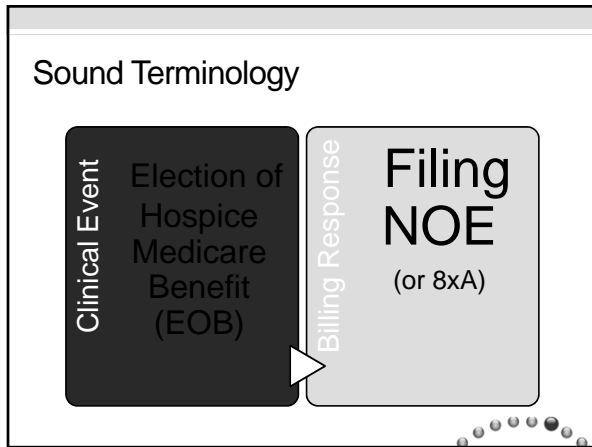 Sound Terminology
Clinical Event
Election of
Hospice
Medicare
Benefit
(EOB)
Billing Response
Filing
NOE
(or 8xA)